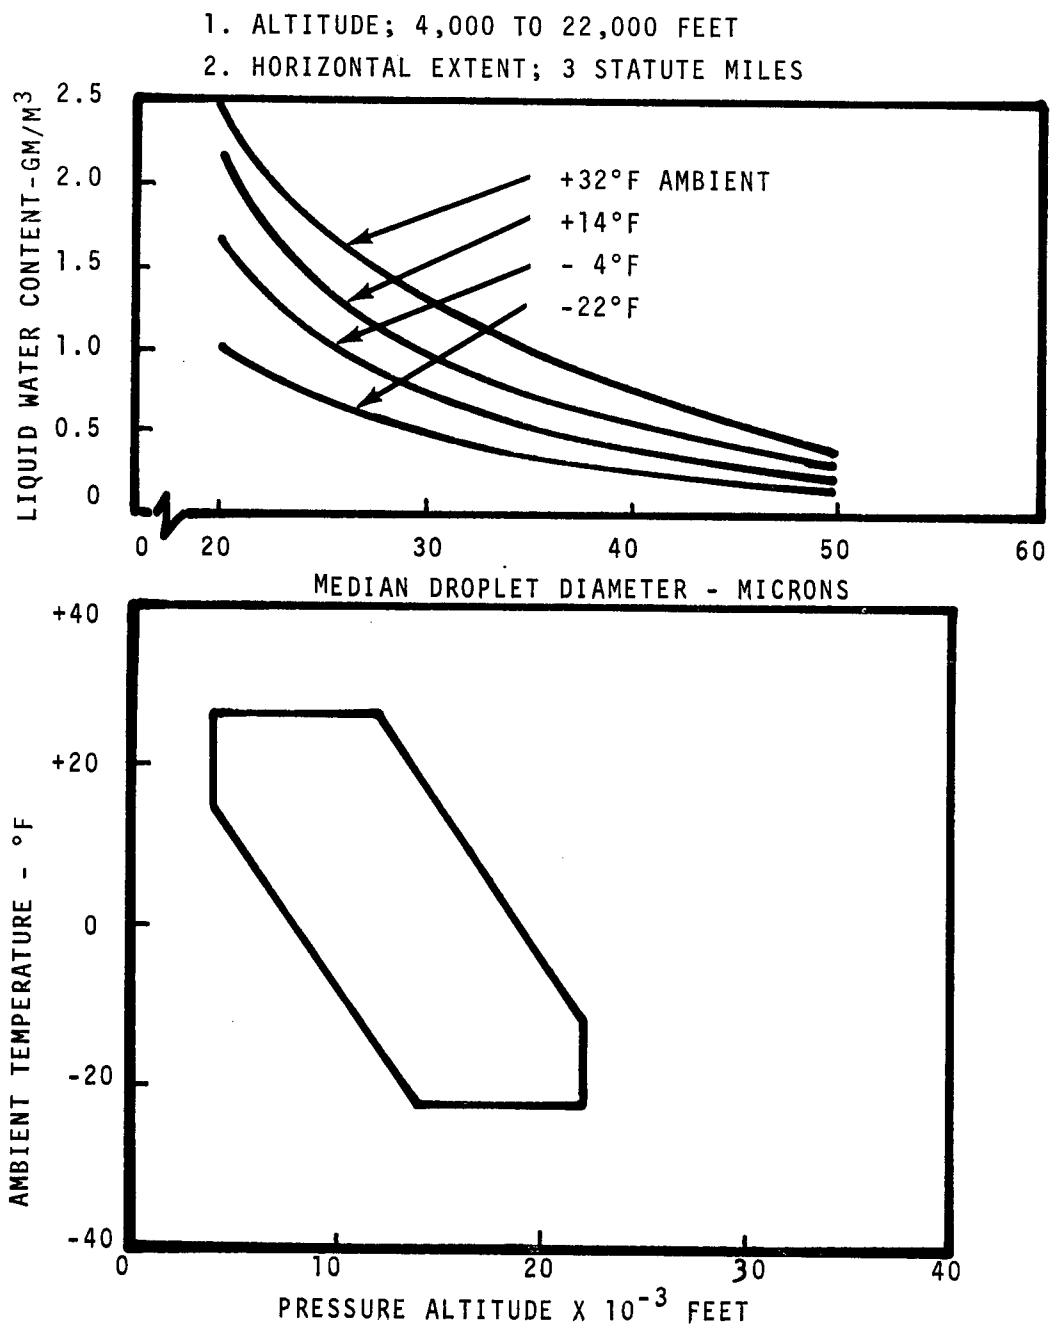 1. ALTITUDE; 4,000 TO 22,000 FEET
2. HORIZONTAL EXTENT; 3 STATUTE MILES
LIQUID WATER CONTENT-GM/M³
2.5
2.0
1.5
1.0
0.5
0
+32°F AMBIENT
+14°F
- 4°F
-22°F
0 20 30 40 50 60
MEDIAN DROPLET DIAMETER - MICRONS
AMBIENT TEMPERATURE - °F
+40
+20
0
-20
-40
0 10 20 30 40
PRESSURE ALTITUDE X 10⁻³ FEET